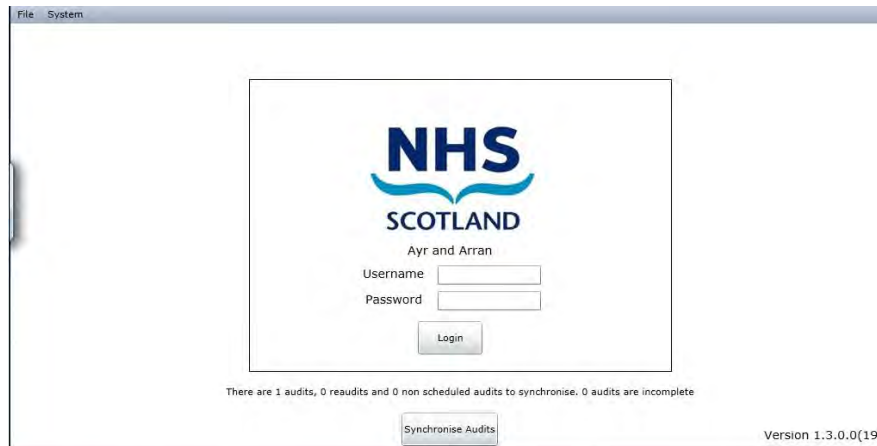 File System
NHS
SCOTLAND
Ayr and Arran
Username
Password
Login
There are 1 audits, 0 reaudits and 0 non scheduled audits to synchronise. 0 audits are incomplete
Synchronise Audits
Version 1.3.0.0(19